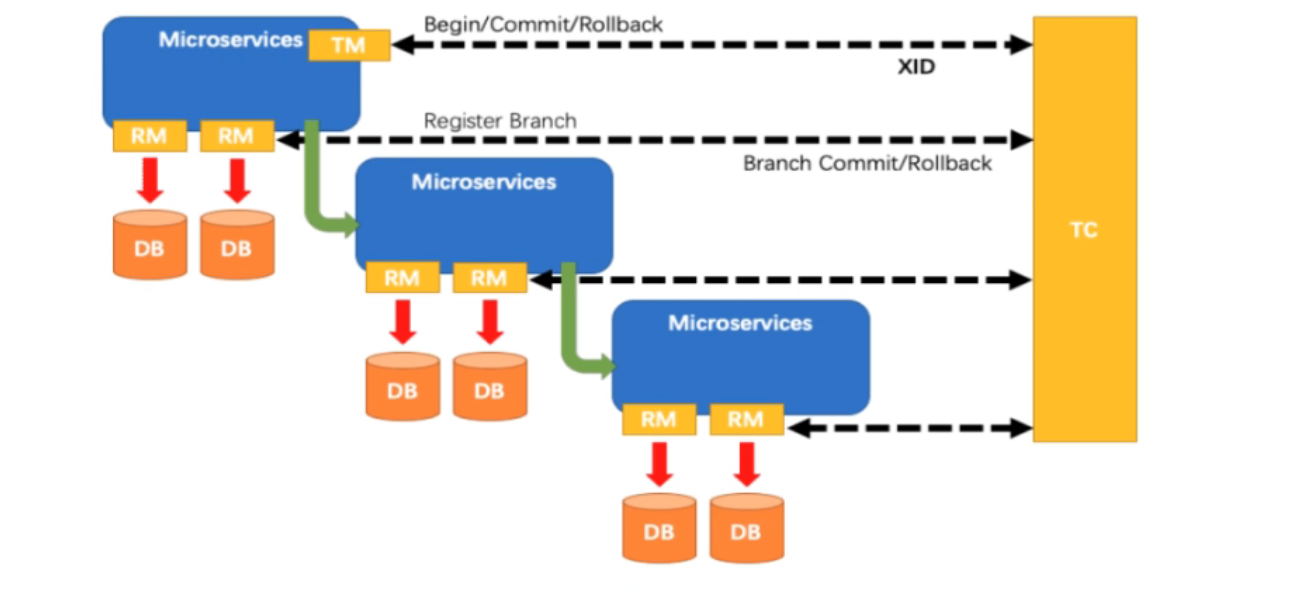 Begin/Commit/Rollback
Microservices
TM
XID
Register Branch
RM
RM
Branch Commit/Rollback
Microservices
TC
DB
DB
RM
RM
Microservices
DB
DB
RM
RM
DB
DB